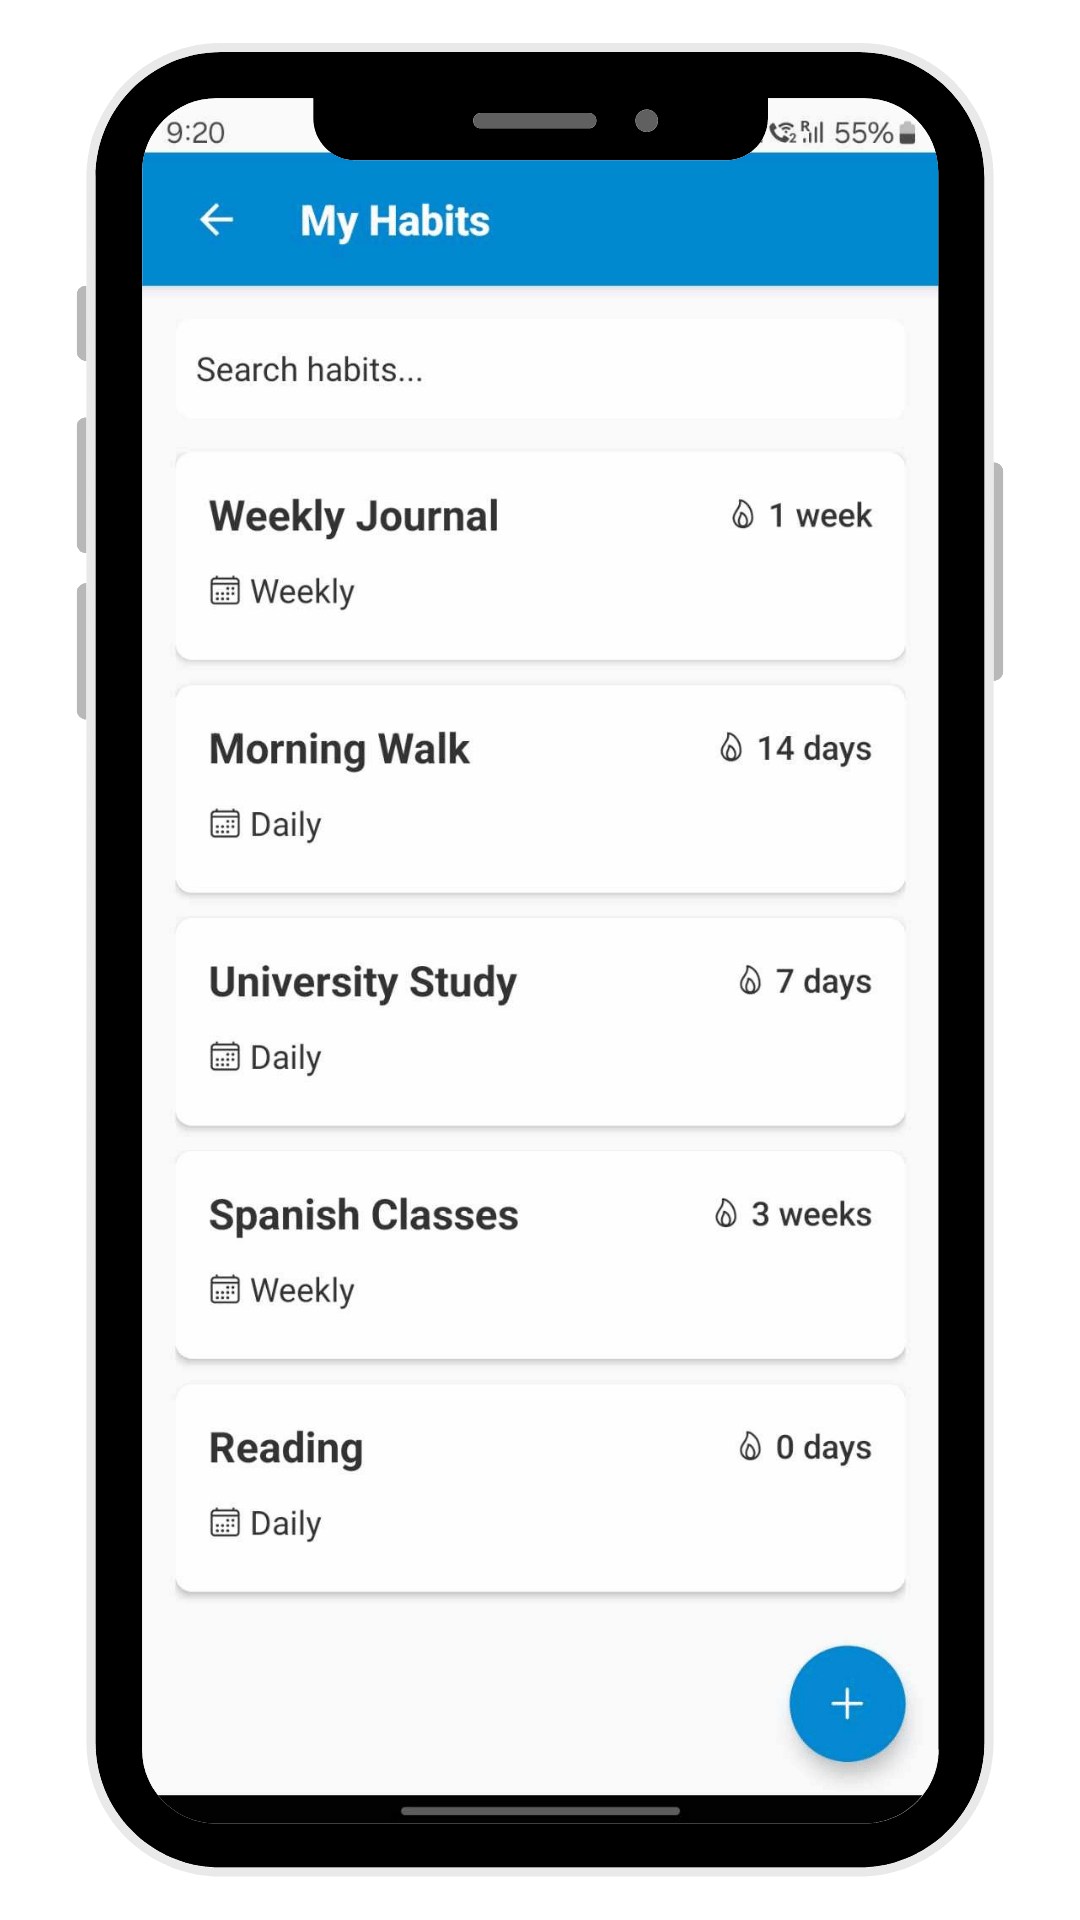 9:20
R 2 55%
My Habits
Search habits...
Weekly Journal 1 week
Weekly
Morning Walk 14 days
Daily
University Study 7 days
Daily
Spanish Classes 3 weeks
Weekly
Reading 0 days
Daily
+